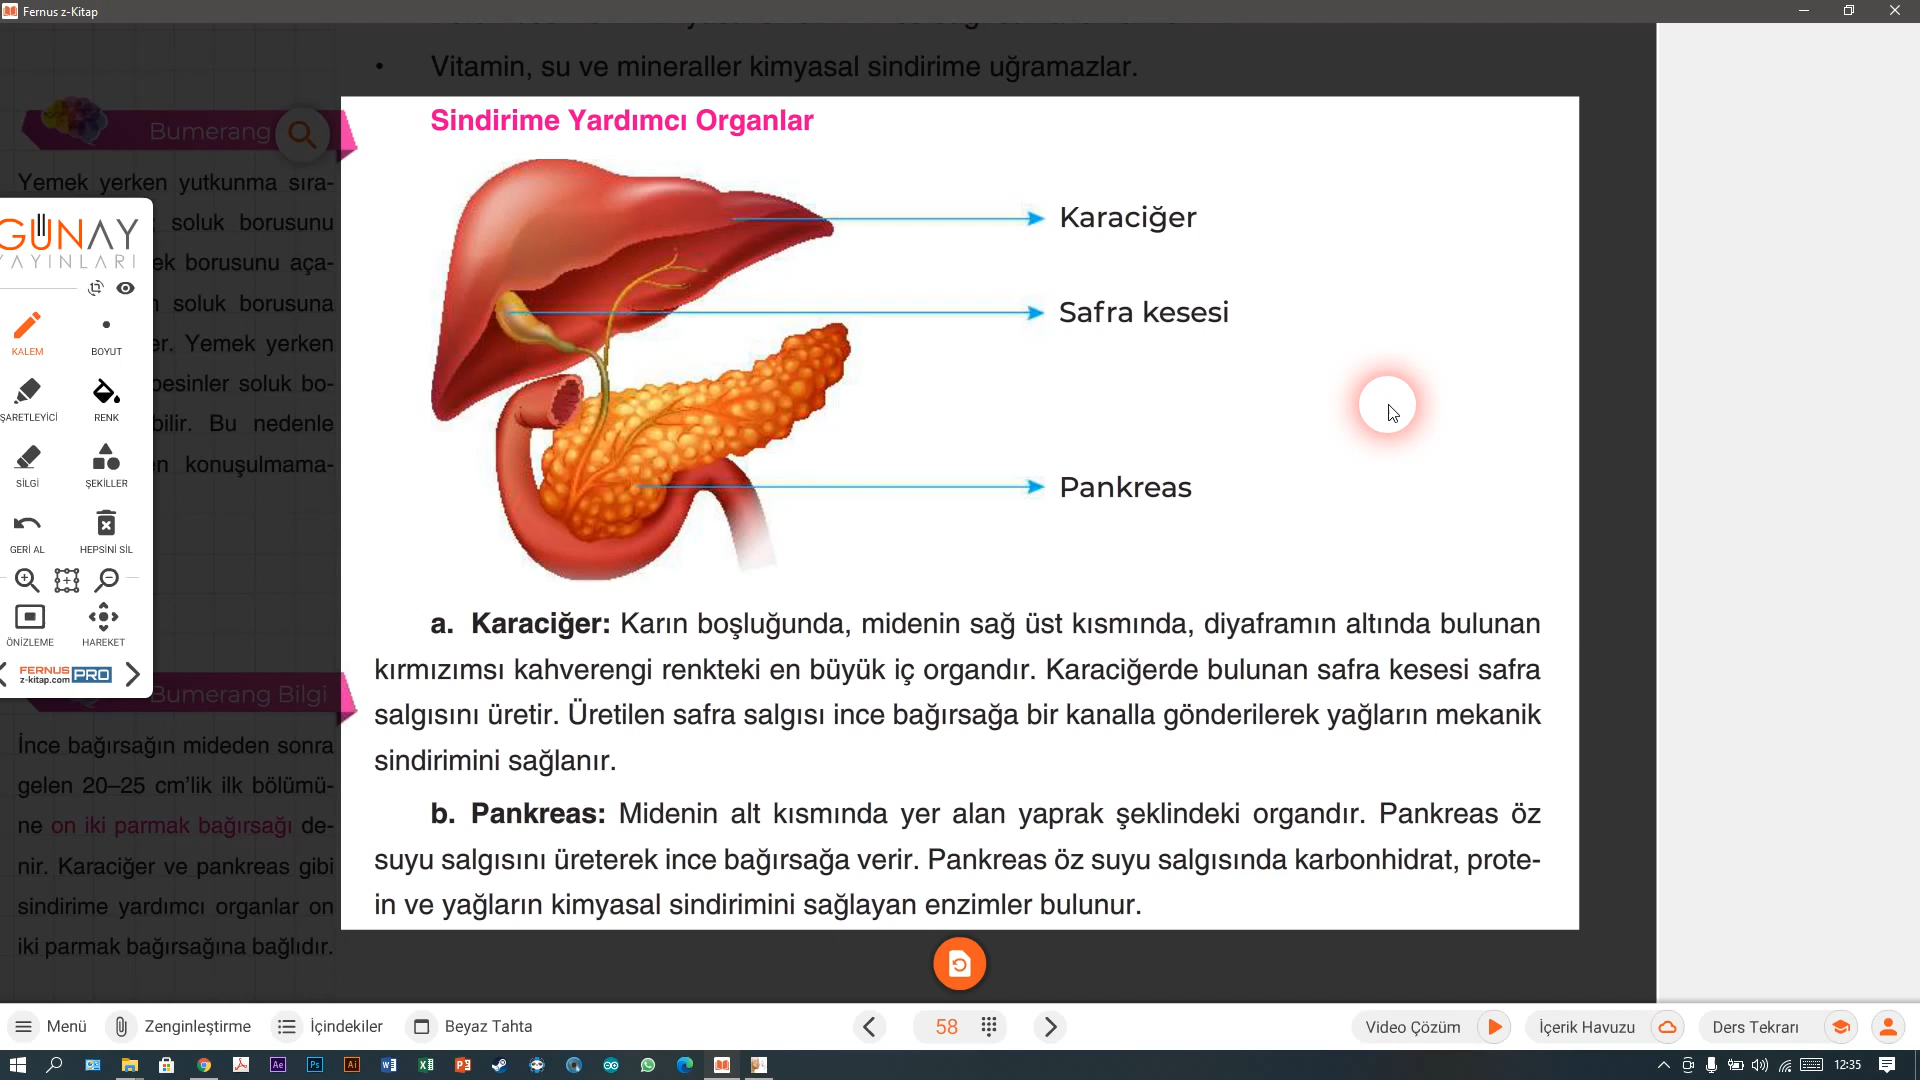 Fernus z-Kitap
• Vitamin, su ve mineraller kimyasal sindirime uğramazlar.
Bumerang
Yemek yerken yutkunma sıra-
soluk borusunu
ek borusunu aça-
soluk borusuna
er. Yemek yerken
besinler soluk bo-
bilir. Bu nedenle
en konuşulmama-
GÜNAY
YAYINLARI
KALEM
BOYUT
ŞARETLEYİCİ
RENK
SİLGİ
ŞEKİLLER
GERİ AL
HEPSİNİ SİL
ÖNİZLEME
HAREKET
FERNUS
z-kitap.com PRO
Bumerang Bilgi
İnce bağırsağın mideden sonra
gelen 20–25 cm'lik ilk bölümü-
ne on iki parmak bağırsağı de-
nir. Karaciğer ve pankreas gibi
sindirime yardımcı organlar on
iki parmak bağırsağına bağlıdır.
Sindirime Yardımcı Organlar
Karaciğer
Safra kesesi
Pankreas
a. Karaciğer: Karın boşluğunda, midenin sağ üst kısmında, diyaframın altında bulunan
kırmızımsı kahverengi renkteki en büyük iç organdır. Karaciğerde bulunan safra kesesi safra
salgısını üretir. Üretilen safra salgısı ince bağırsağa bir kanalla gönderilerek yağların mekanik
sindirimini sağlanır.
b. Pankreas: Midenin alt kısmında yer alan yaprak şeklindeki organdır. Pankreas öz
suyu salgısını üreterek ince bağırsağa verir. Pankreas öz suyu salgısında karbonhidrat, prote-
in ve yağların kimyasal sindirimini sağlayan enzimler bulunur.
Menü
Zenginleştirme
İçindekiler
Beyaz Tahta
58
Video Çözüm
İçerik Havuzu
Ders Tekrarı
12:35